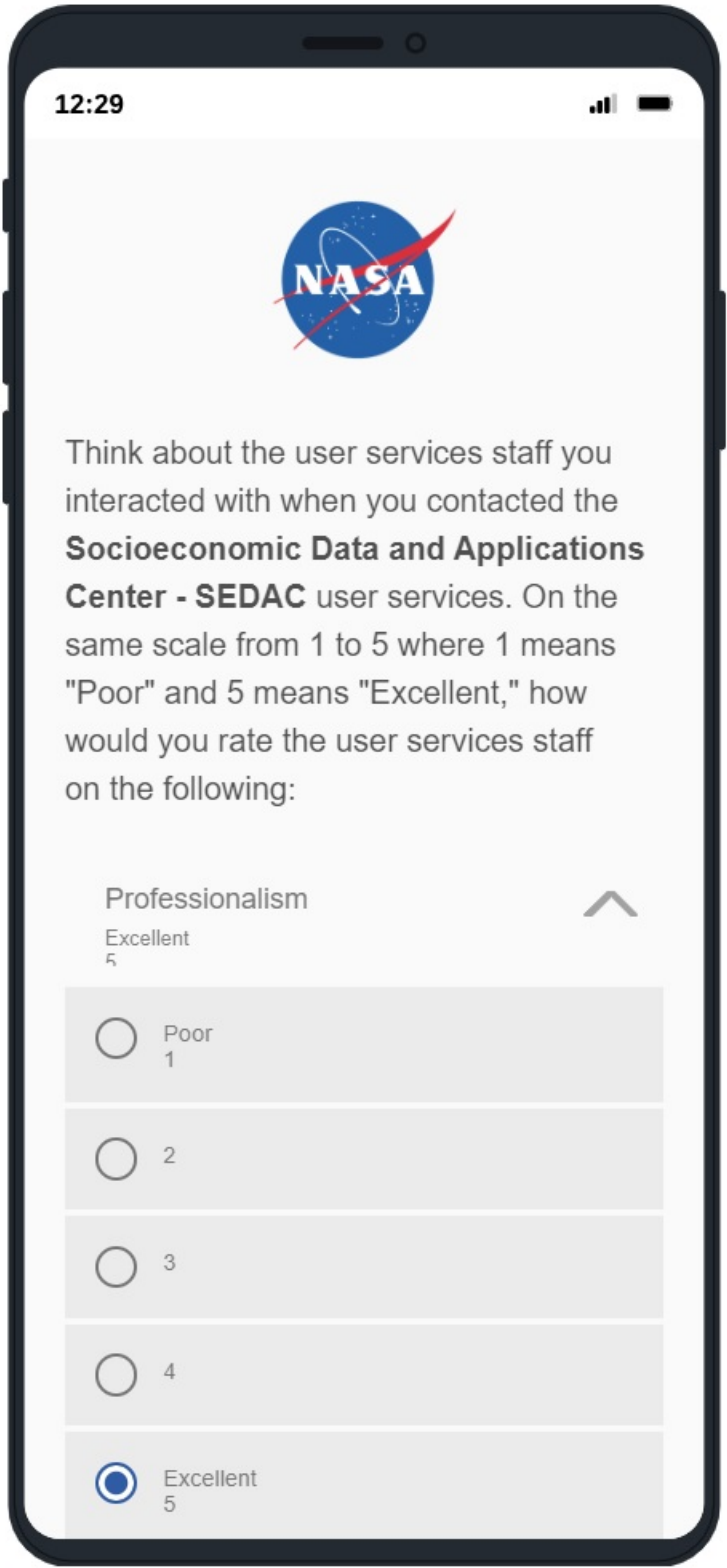 12:29
NASA
Think about the user services staff you
interacted with when you contacted the
Socioeconomic Data and Applications
Center - SEDAC user services. On the
same scale from 1 to 5 where 1 means
"Poor" and 5 means "Excellent," how
would you rate the user services staff
on the following:
Professionalism
Excellent
5
Poor
1
2
3
4
Excellent
5